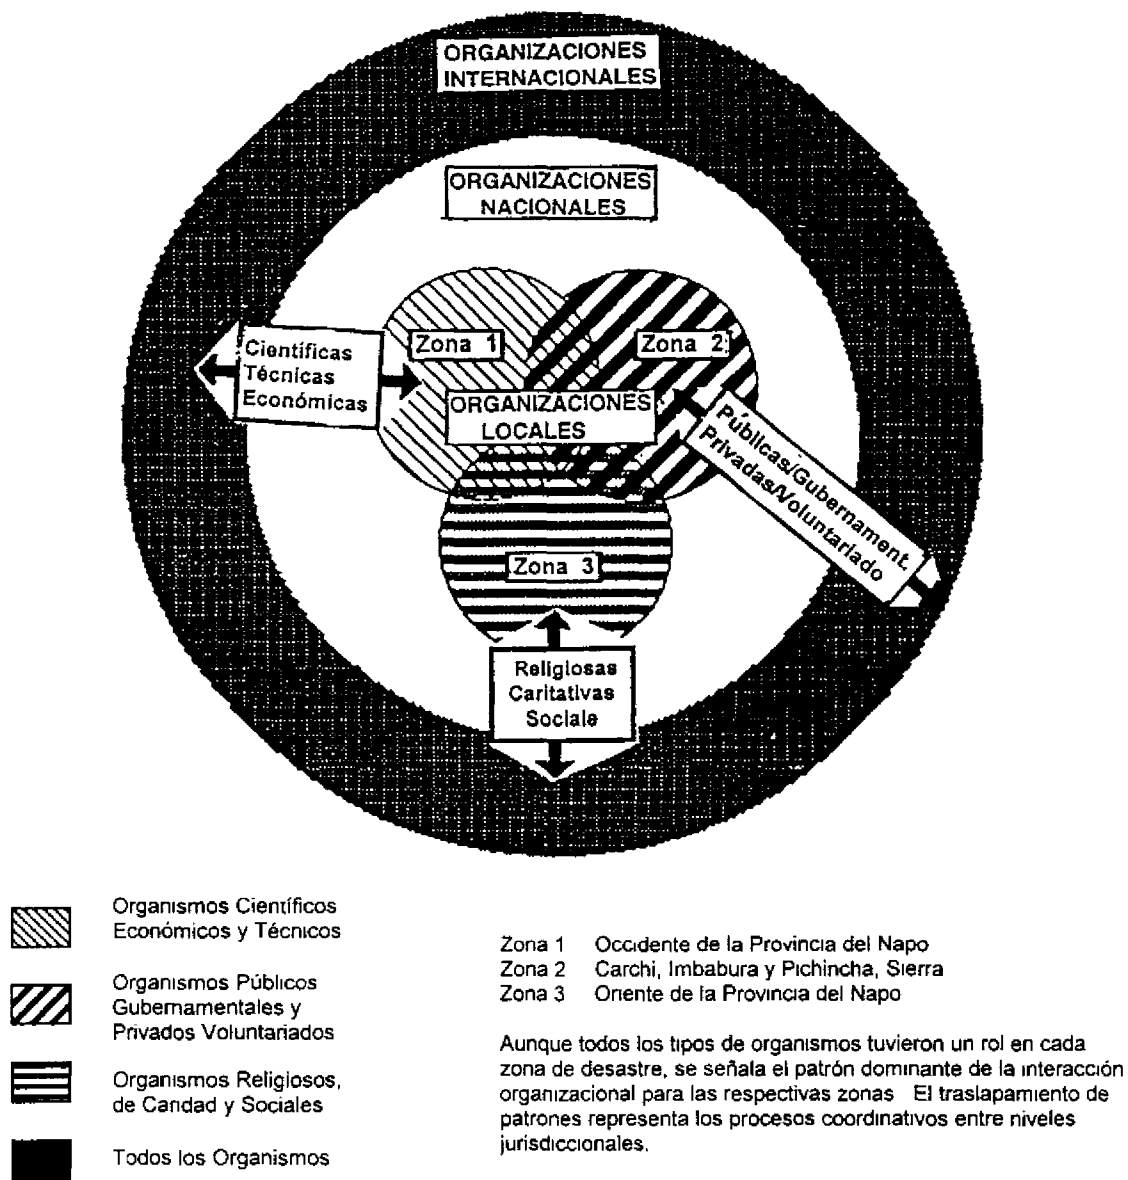 ORGANIZACIONES
INTERNACIONALES
ORGANIZACIONES
NACIONALES
Zona 1
Zona 2
Científicas
Técnicas
Económicas
ORGANIZACIONES
LOCALES
Públicas/Gubernament.
Privadas/Voluntariado
Zona 3
Religiosas
Caritativas
Sociale
Organismos Científicos
Económicos y Técnicos
Organismos Públicos
Gubernamentales y
Privados Voluntariados
Organismos Religiosos,
de Caridad y Sociales
Todos los Organismos
Zona 1 Occidente de la Provincia del Napo
Zona 2 Carchi, Imbabura y Pichincha, Sierra
Zona 3 Oriente de la Provincia del Napo
Aunque todos los tipos de organismos tuvieron un rol en cada
zona de desastre, se señala el patrón dominante de la interacción
organizacional para las respectivas zonas El traslapamiento de
patrones representa los procesos coordinativos entre niveles
jurisdiccionales.